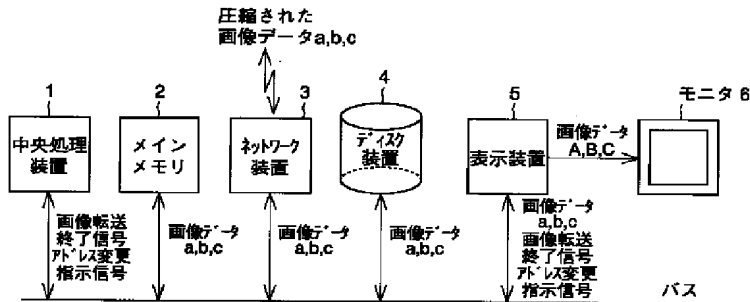 圧縮された
画像データa,b,c
1
2
3
4
5
モニタ 6
中央処理
装置
メイン
メモリ
ネットワーク
装置
ディスク
装置
表示装置
画像データ
A,B,C
画像転送
終了信号
アドレス変更
指示信号
画像データ
a,b,c
画像データ
a,b,c
画像データ
a,b,c
画像データ
a,b,c
画像転送
終了信号
アドレス変更
指示信号
バス